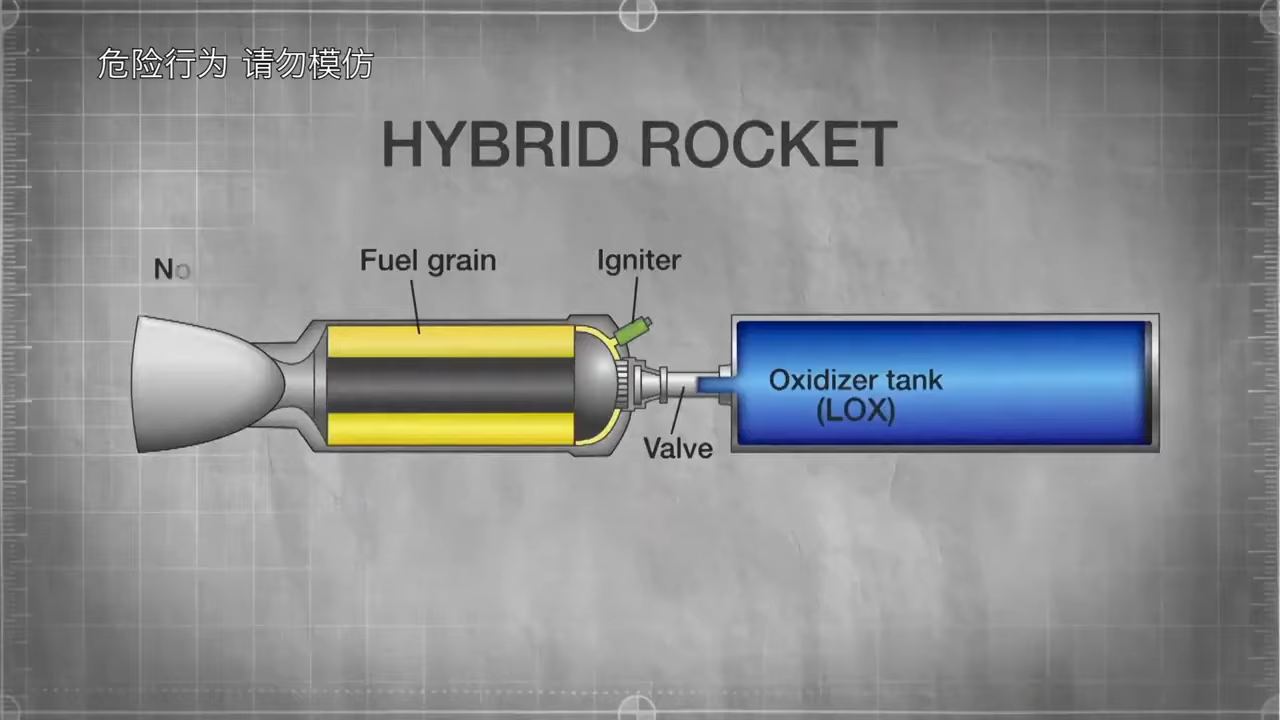 危险行为 请勿模仿
HYBRID ROCKET
No
Fuel grain
Igniter
Oxidizer tank
(LOX)
Valve